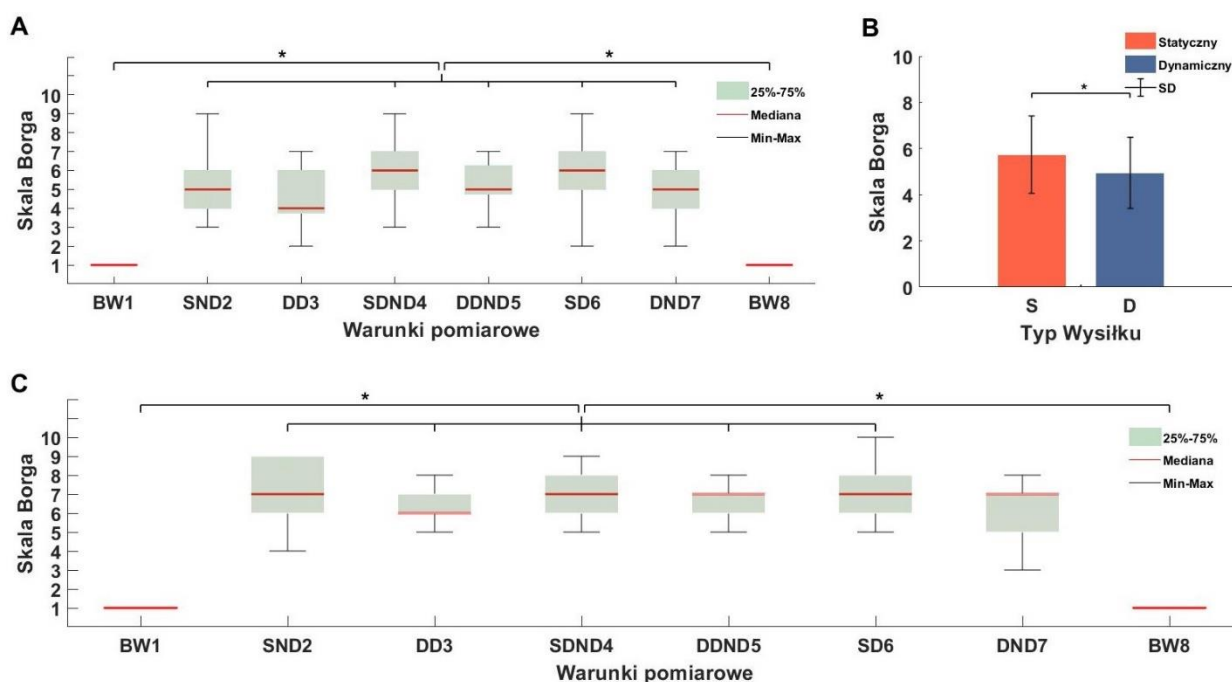 A
*
*
25%-75%
Mediana
Min-Max
Skala Borga
10
9
8
7
6
5
4
3
2
1
BW1 SND2 DD3 SDND4 DDND5 SD6 DND7 BW8
Warunki pomiarowe
B
Statyczny
Dynamiczny
SD
*
Skala Borga
10
8
6
4
2
0
S D
Typ Wysiłku
C
*
*
25%-75%
Mediana
Min-Max
Skala Borga
10
9
8
7
6
5
4
3
2
1
BW1 SND2 DD3 SDND4 DDND5 SD6 DND7 BW8
Warunki pomiarowe